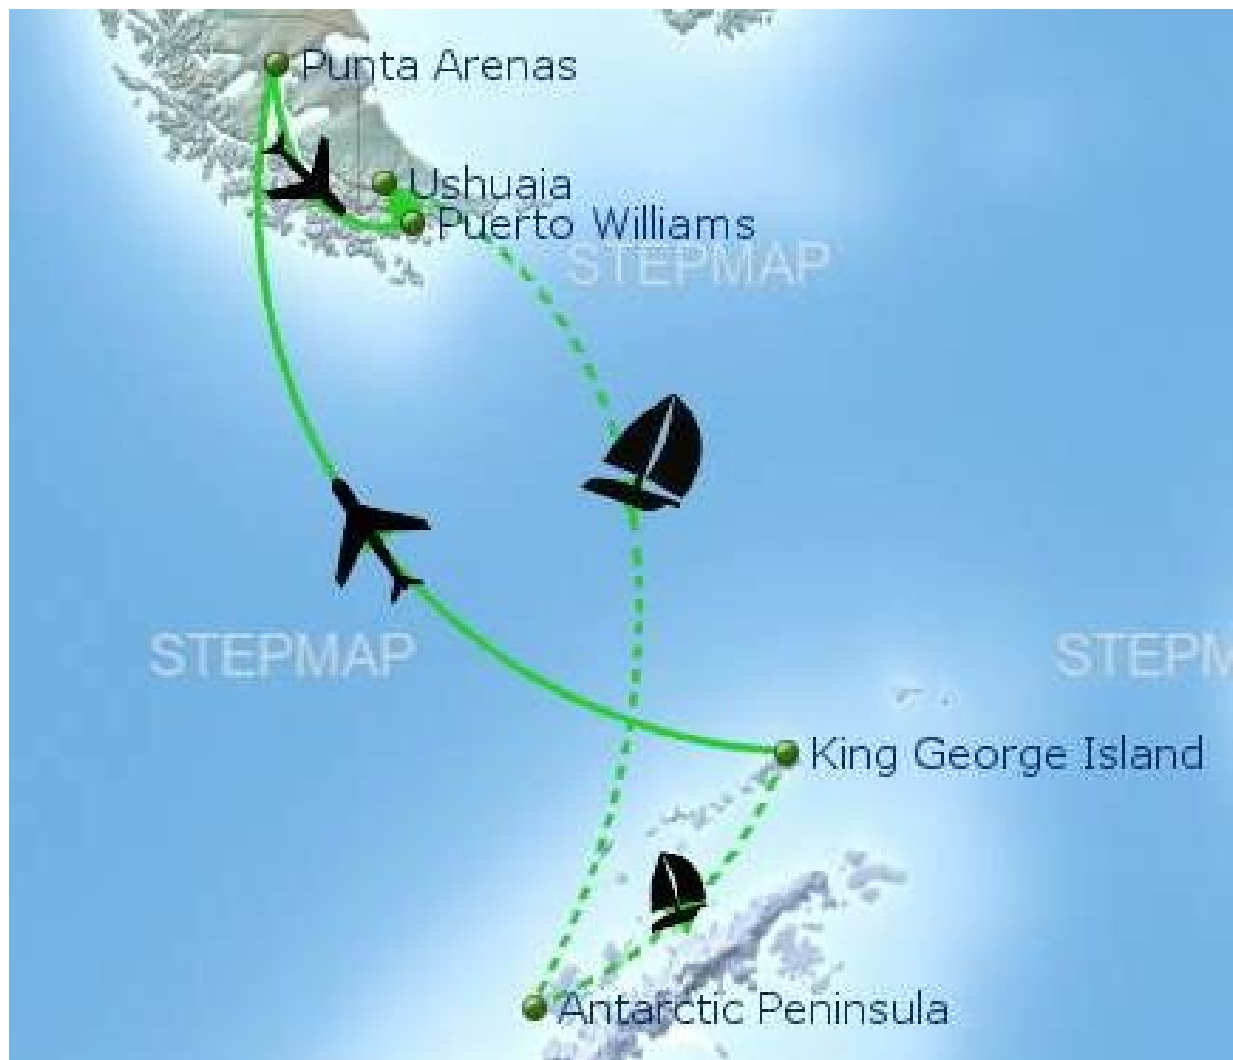 Punta Arenas
Ushuaia
Puerto Williams
STEPMAP
STEPMAP
STEPM
King George Island
Antarctic Peninsula